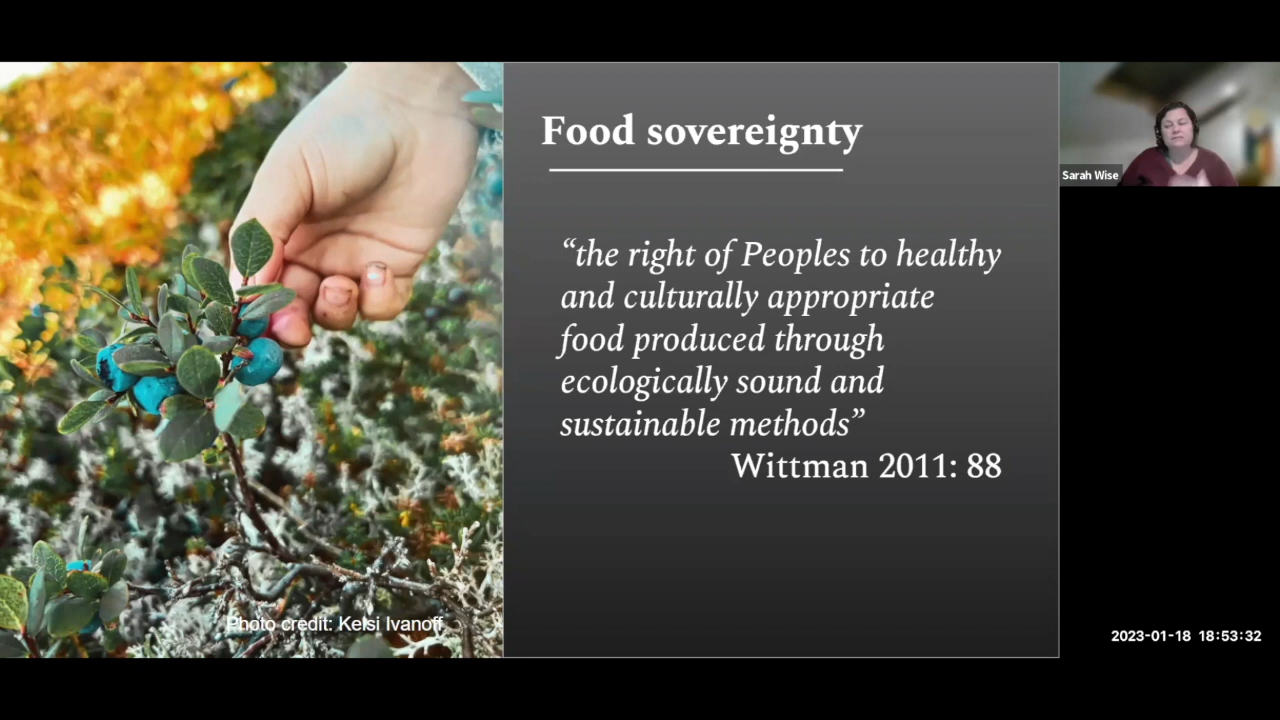 Food sovereignty
“the right of Peoples to healthy
and culturally appropriate
food produced through
ecologically sound and
sustainable methods”
Wittman 2011: 88
Photo credit: Kelsi Ivanoff
Sarah Wise
2023-01-18 18:53:32